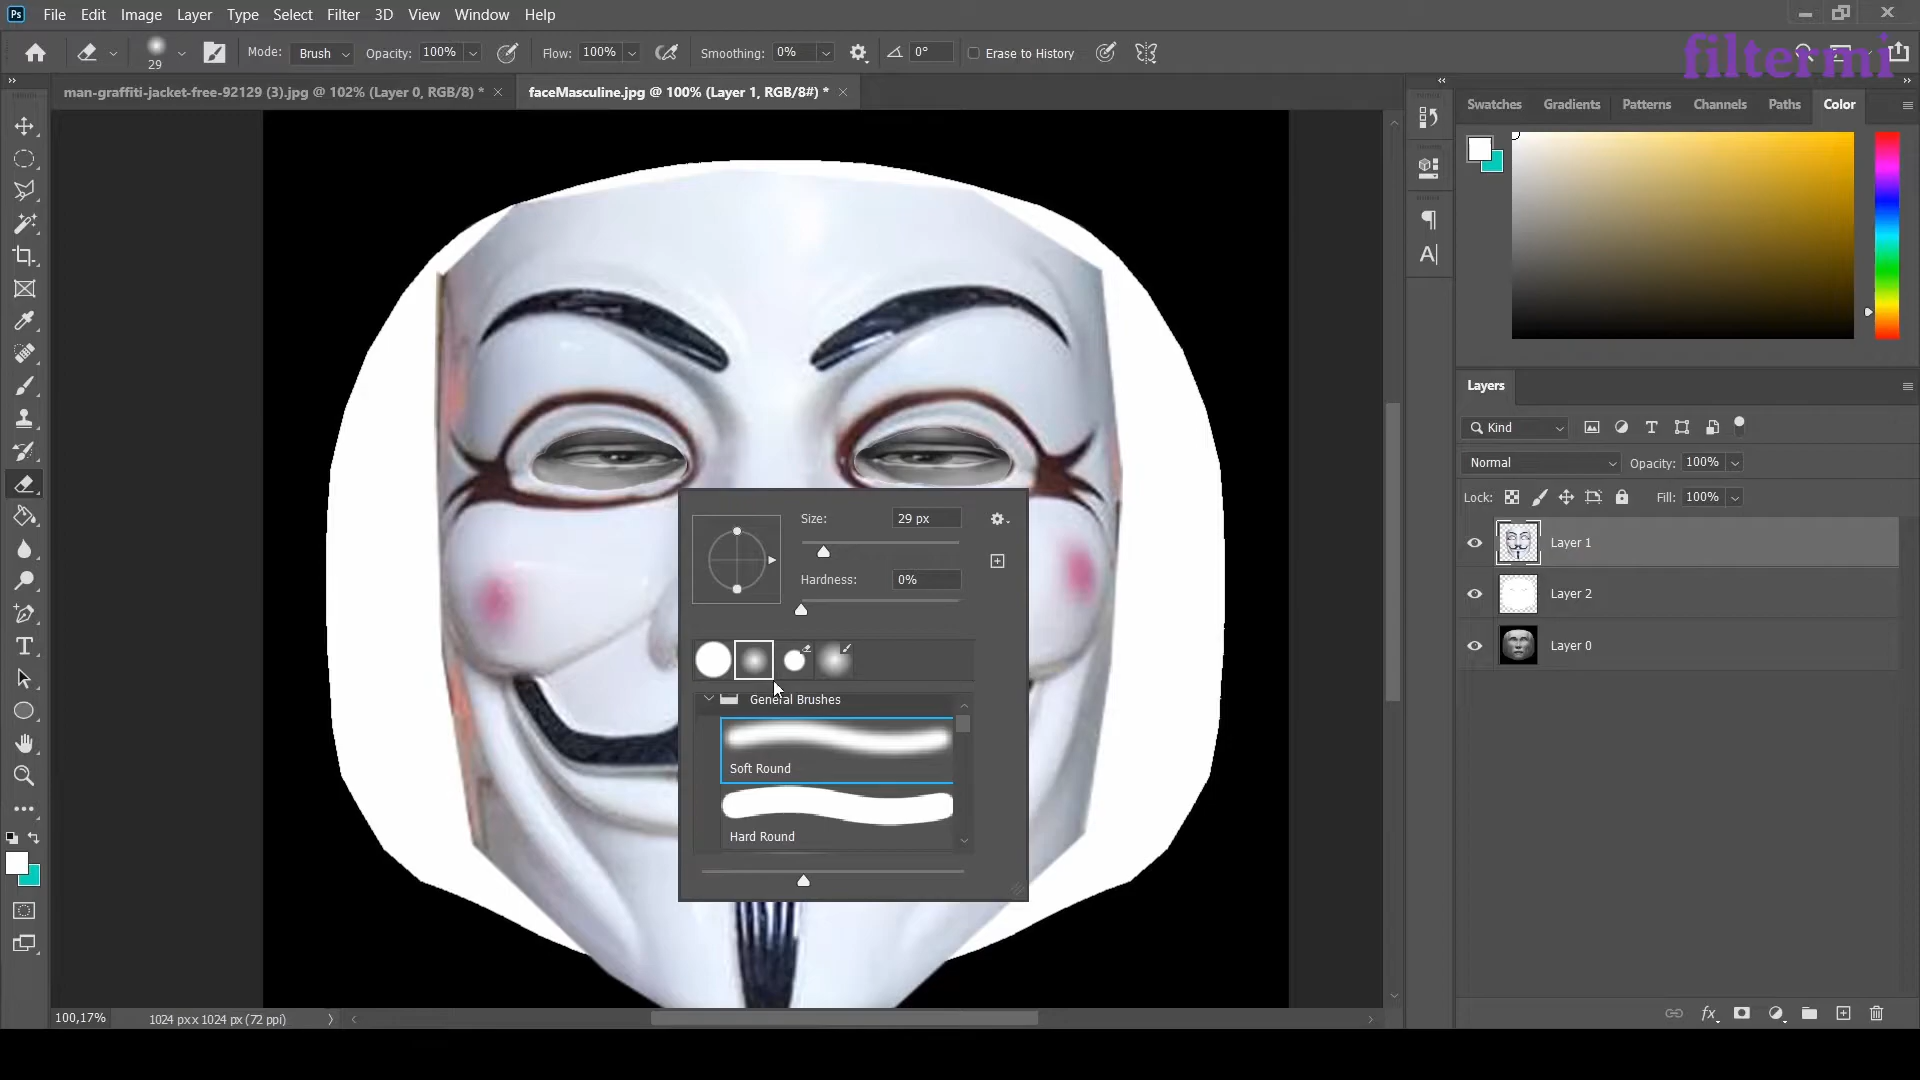 Ps File Edit Image Layer Type Select Filter 3D View Window Help
29 Mode: Brush Opacity: 100% Flow: 100% Smoothing: 0% 0° Erase to History
filtermi
man-graffiti-jacket-free-92129 (3).jpg @ 102% (Layer 0, RGB/8) * faceMasculine.jpg @ 100% (Layer 1, RGB/8#) *
Swatches Gradients Patterns Channels Paths Color
Layers
Kind
Normal Opacity: 100%
Lock: Fill: 100%
Layer 1
Layer 2
Layer 0
Size: 29 px
Hardness: 0%
General Brushes
Soft Round
Hard Round
100,17% 1024 px x 1024 px (72 ppi)